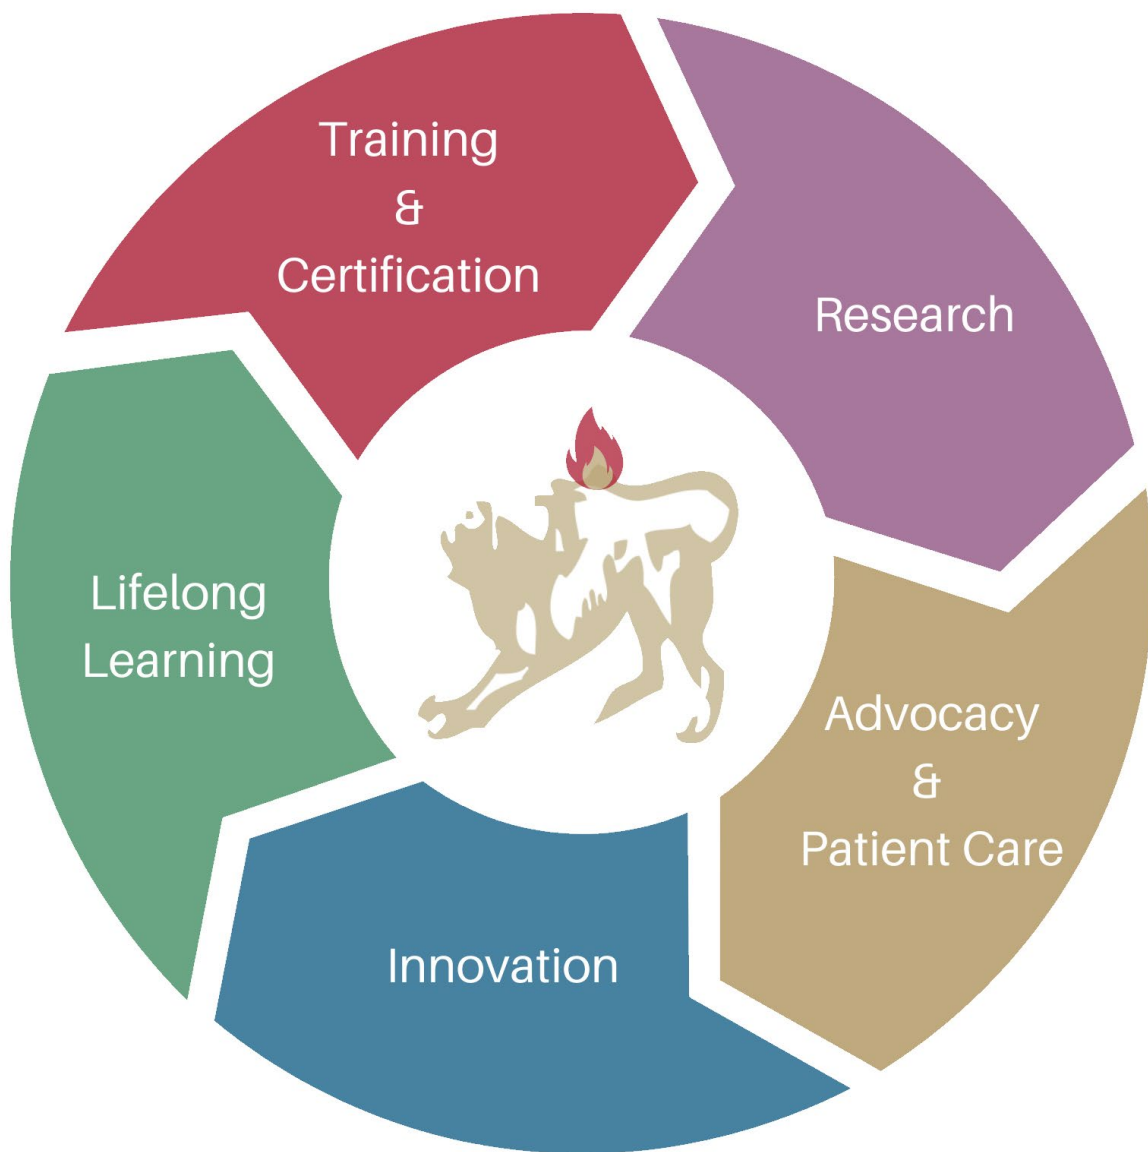 Training
&
Certification
Research
Advocacy
&
Patient Care
Innovation
Lifelong
Learning